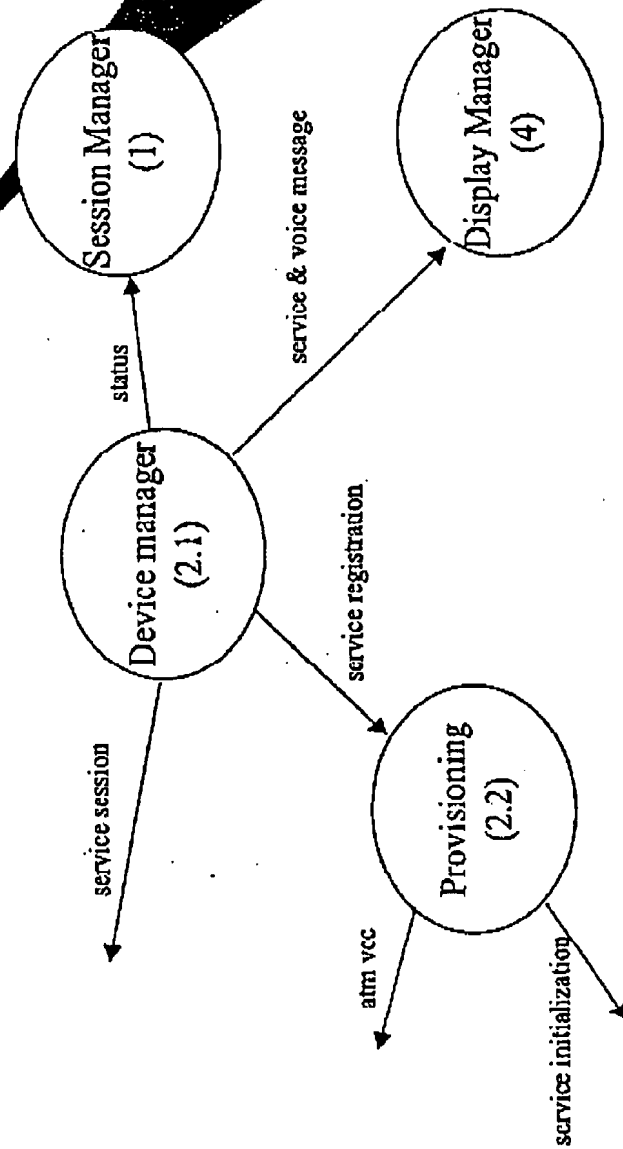 Session Manager
(1)
status
service & voice message
Device manager
(2.1)
Display Manager
(4)
service session
service registration
Provisioning
(2.2)
atm vcc
service initialization